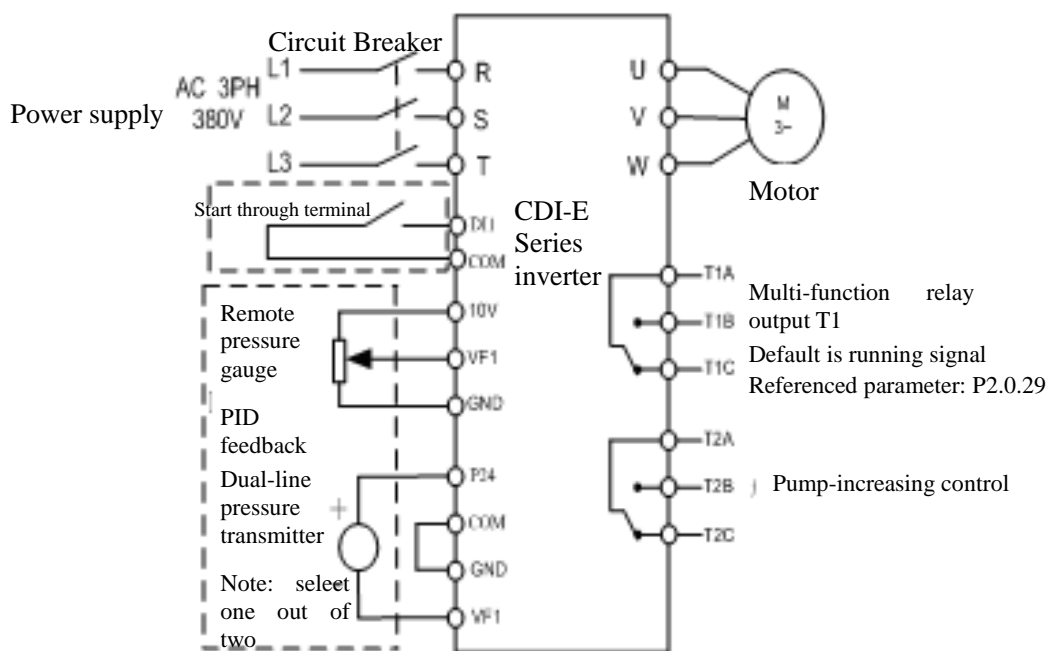 Circuit Breaker
L1
R
U
AC 3PH
380V
Power supply
L2
S
V
M
3~
L3
T
W
Motor
Start through terminal
DI1
COM
CDI-E
Series
inverter
T1A
Multi-function relay
output T1
T1B
Default is running signal
T1C
Referenced parameter: P2.0.29
Remote
pressure
gauge
10V
VF1
GND
PID
feedback
Dual-line
pressure
transmitter
+
P24
COM
GND
VF1
Note: select
one out of
two
T2A
T2B
Pump-increasing control
T2C